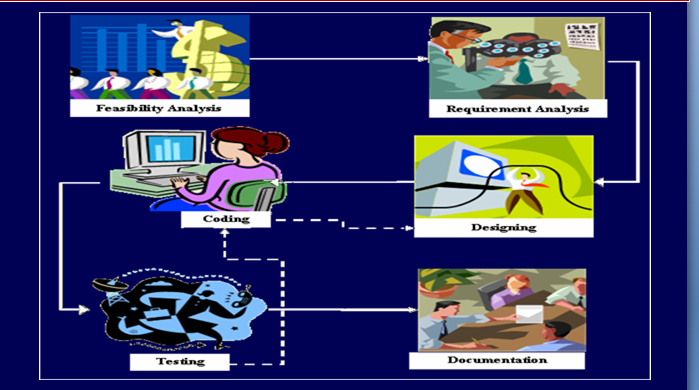 Feasibility Analysis
Requirement Analysis
Coding
Designing
Testing
Documentation